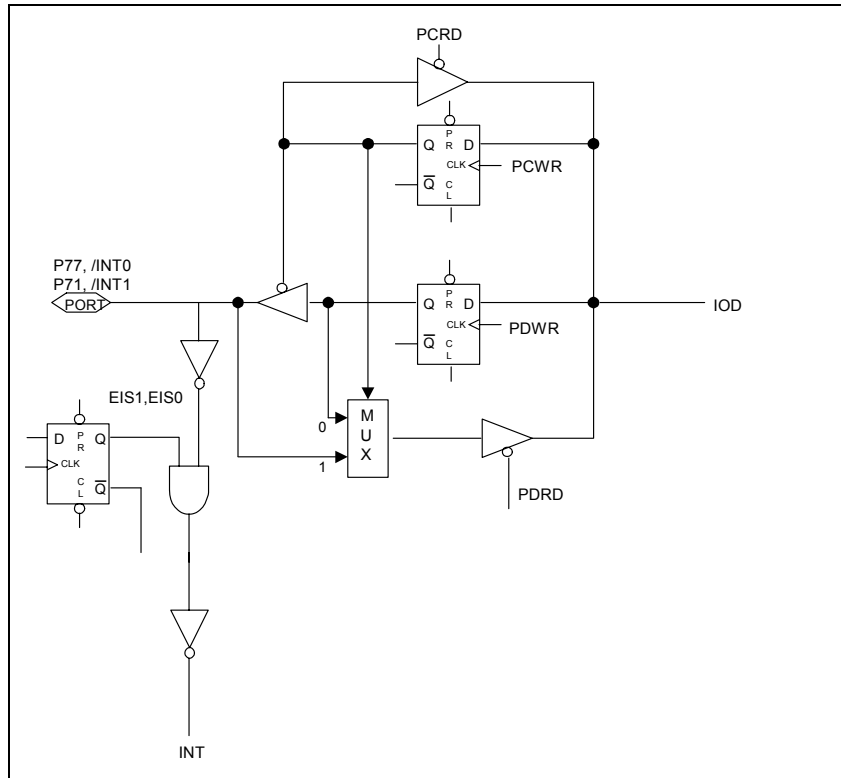 PCRD
P
R
Q
D
CLK
PCWR
Q
C
L
P77, /INT0
P71, /INT1
PORT
P
R
Q
D
CLK
PDWR
Q
C
L
IOD
EIS1,EIS0
0
1
M
U
X
PDRD
D
P
R
Q
CLK
C
L
Q
INT